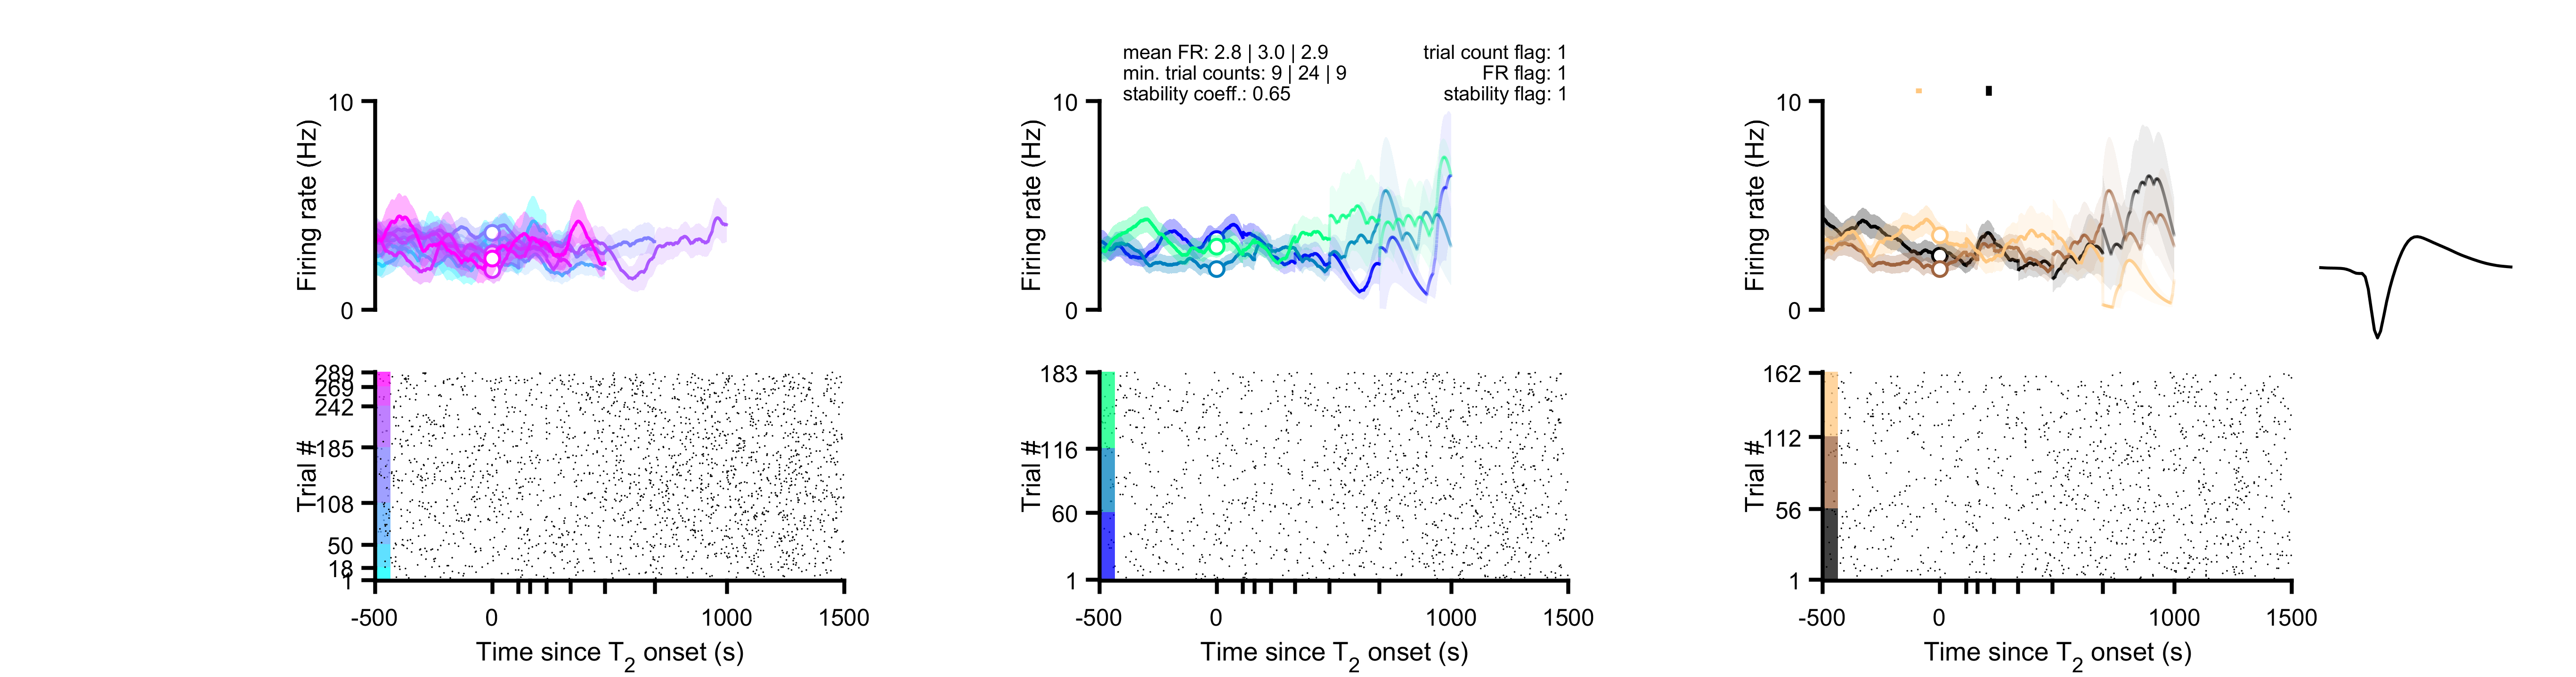 mean FR: 2.8 | 3.0 | 2.9
trial count flag: 1
min. trial counts: 9 | 24 | 9
FR flag: 1
stability coeff.: 0.65
stability flag: 1
10
Firing rate (Hz)
0
10
Firing rate (Hz)
0
10
Firing rate (Hz)
0
289
269
242
185
108
50
18
1
Trial #
-500
0
1000
1500
Time since T2 onset (s)
183
116
60
1
Trial #
-500
0
1000
1500
Time since T2 onset (s)
162
112
56
1
Trial #
-500
0
1000
1500
Time since T2 onset (s)